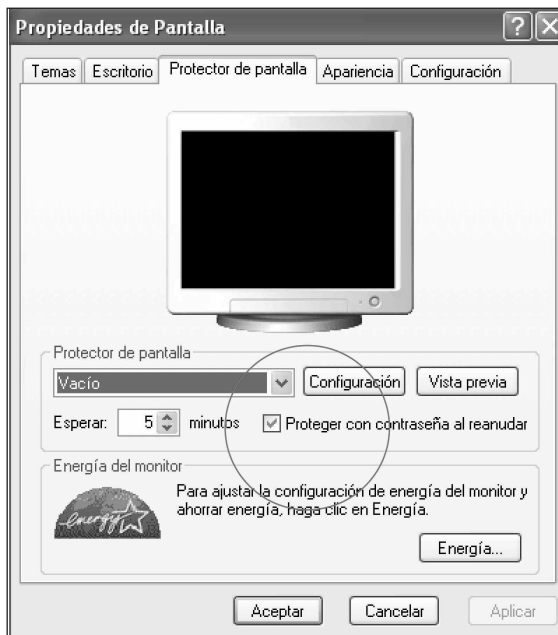 Propiedades de Pantalla
Temas Escritorio Protector de pantalla Apariencia Configuración
Protector de pantalla
Vacío Configuración Vista previa
Esperar: 5 minutos Proteger con contraseña al reanudar
Energía del monitor
Para ajustar la configuración de energía del monitor y
ahorrar energía, haga clic en Energía.
energy
Energía...
Aceptar Cancelar Aplicar